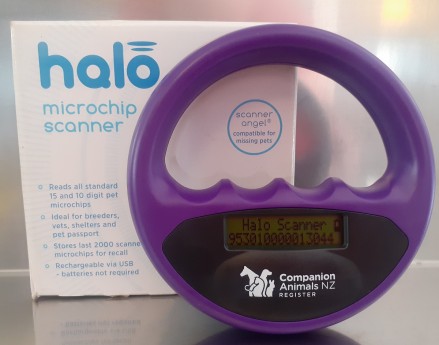 halo
microchip
scanner
scanner
angel®
compatible for
missing pets
Reads all standard
15 and 10 digit pet
microchips
Ideal for breeders,
vets, shelters and
pet passport
Stores last 2000 scanne
microchips for recall
Rechargeable via USB
- batteries not required
Halo Scanner
953010000013044
Companion
Animals NZ
REGISTER